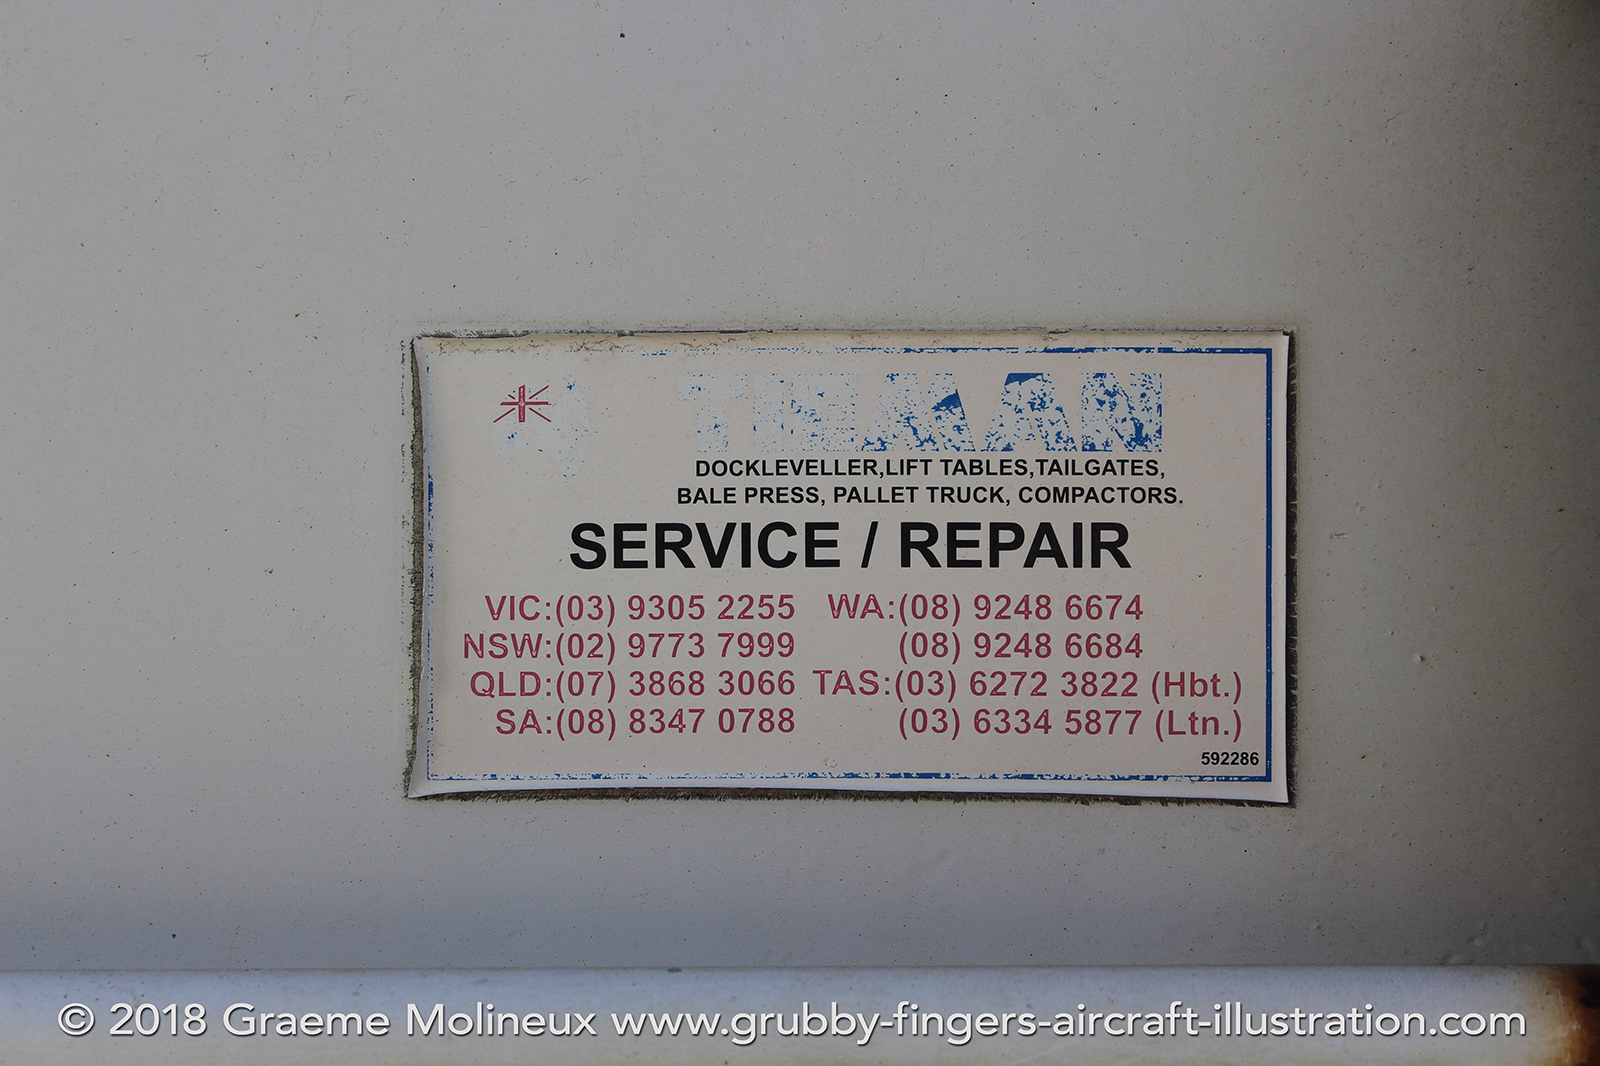 TIEMAN
DOCKLEVELLER,LIFT TABLES,TAILGATES,
BALE PRESS, PALLET TRUCK, COMPACTORS.
SERVICE / REPAIR
VIC:(03) 9305 2255 WA:(08) 9248 6674
NSW:(02) 9773 7999 (08) 9248 6684
QLD:(07) 3868 3066 TAS:(03) 6272 3822 (Hbt.)
SA:(08) 8347 0788 (03) 6334 5877 (Ltn.)
592286
© 2018 Graeme Molineux www.grubby-fingers-aircraft-illustration.com